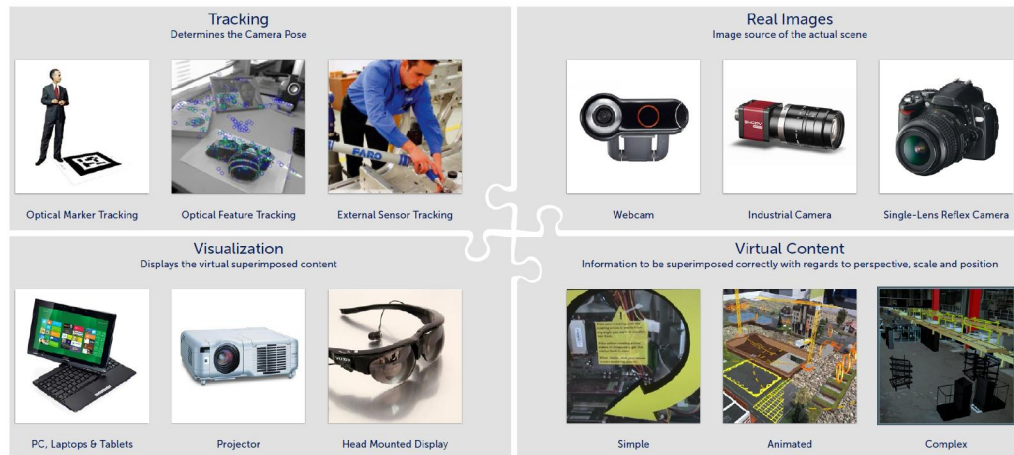 Tracking
Determines the Camera Pose
Optical Marker Tracking
Optical Feature Tracking
External Sensor Tracking
FARO
Real Images
Image source of the actual scene
Webcam
Industrial Camera
Single-Lens Reflex Camera
Visualization
Displays the virtual superimposed content
PC, Laptops & Tablets
Projector
Head Mounted Display
Virtual Content
Information to be superimposed correctly with regards to perspective, scale and position
Simple
Animated
Complex